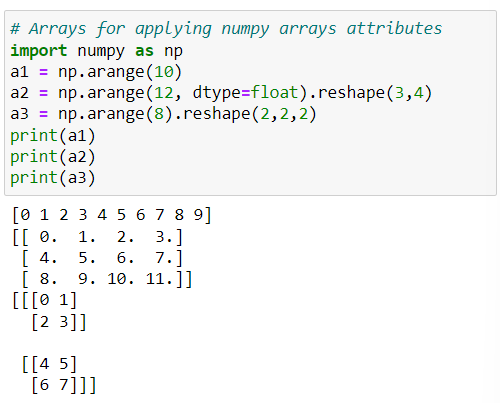 # Arrays for applying numpy arrays attributes
import numpy as np
a1 = np.arange(10)
a2 = np.arange(12, dtype=float).reshape(3,4)
a3 = np.arange(8).reshape(2,2,2)
print(a1)
print(a2)
print(a3)
[0 1 2 3 4 5 6 7 8 9]
[[ 0.  1.  2.  3.]
 [ 4.  5.  6.  7.]
 [ 8.  9. 10. 11.]]
[[[0 1]
  [2 3]]

 [[4 5]
  [6 7]]]